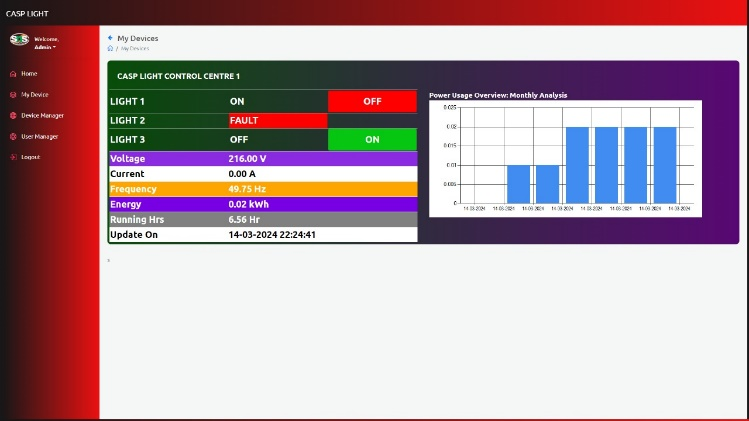 CASP LIGHT
Welcome,
Admin
Home
My Device
Device Manager
User Manager
Logout
My Devices
/ My Devices
CASP LIGHT CONTROL CENTRE 1
LIGHT 1 ON OFF
LIGHT 2 FAULT
LIGHT 3 OFF ON
Voltage 216.00 V
Current 0.00 A
Frequency 49.75 Hz
Energy 0.02 kWh
Running Hrs 6.56 Hr
Update On 14-03-2024 22:24:41
Power Usage Overview: Monthly Analysis
0.025
0.02
0.015
0.01
0.005
0
14-03-2024 14-03-2024 14-03-2024 14-03-2024 14-03-2024 14-03-2024 14-03-2024 14-03-2024